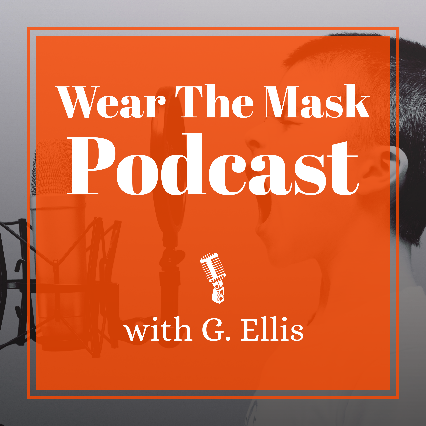 Wear The Mask
Podcast
with G. Ellis